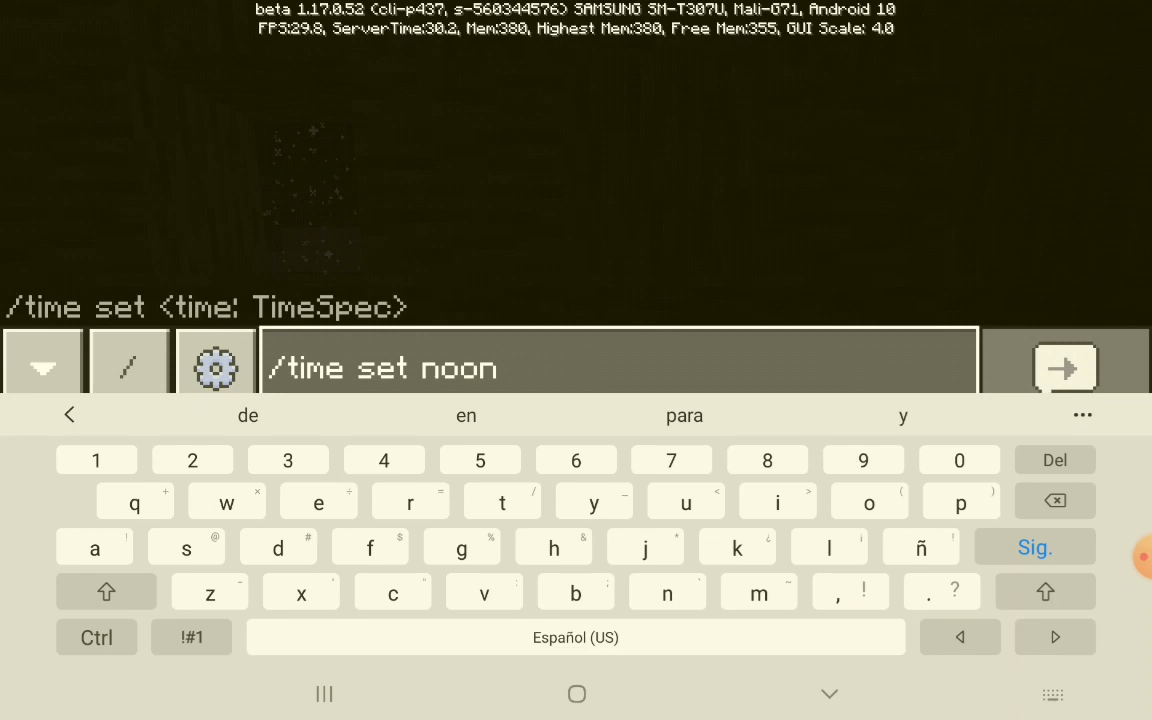 beta 1.17.0.52 (cli-p437, s-560344576) SAMSUNG SM-T307U, Mali-G71, Android 10
FPS:29.8, ServerTime:30.2, Mem:380, Highest Mem:380, Free Mem:355, GUI Scale: 4.0
/time set <time: TimeSpec>
/ /time set noon
de en para y ...
1 2 3 4 5 6 7 8 9 0 Del
q + w × e ÷ r = t / y _ u < i > o ( p )
a ! s @ d # f $ g % h & j * k ¿ l ¡ ñ ! Sig.
z - x ' c " v : b ; n ` m ~ , ! . ?
Ctrl !#1 Español (US)